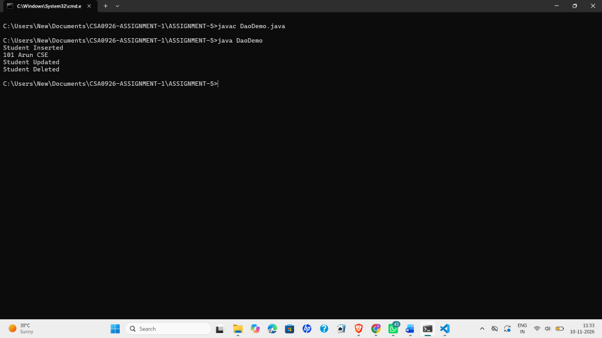 C:\Windows\System32\cmd.e
C:\Users\New\Documents\CSA0926-ASSIGNMENT-1\ASSIGNMENT-5>javac DaoDemo.java
C:\Users\New\Documents\CSA0926-ASSIGNMENT-1\ASSIGNMENT-5>java DaoDemo
Student Inserted
101 Arun CSE
Student Updated
Student Deleted
C:\Users\New\Documents\CSA0926-ASSIGNMENT-1\ASSIGNMENT-5>
Search
ENG
IN
11:33
10-11-2026
Sunny